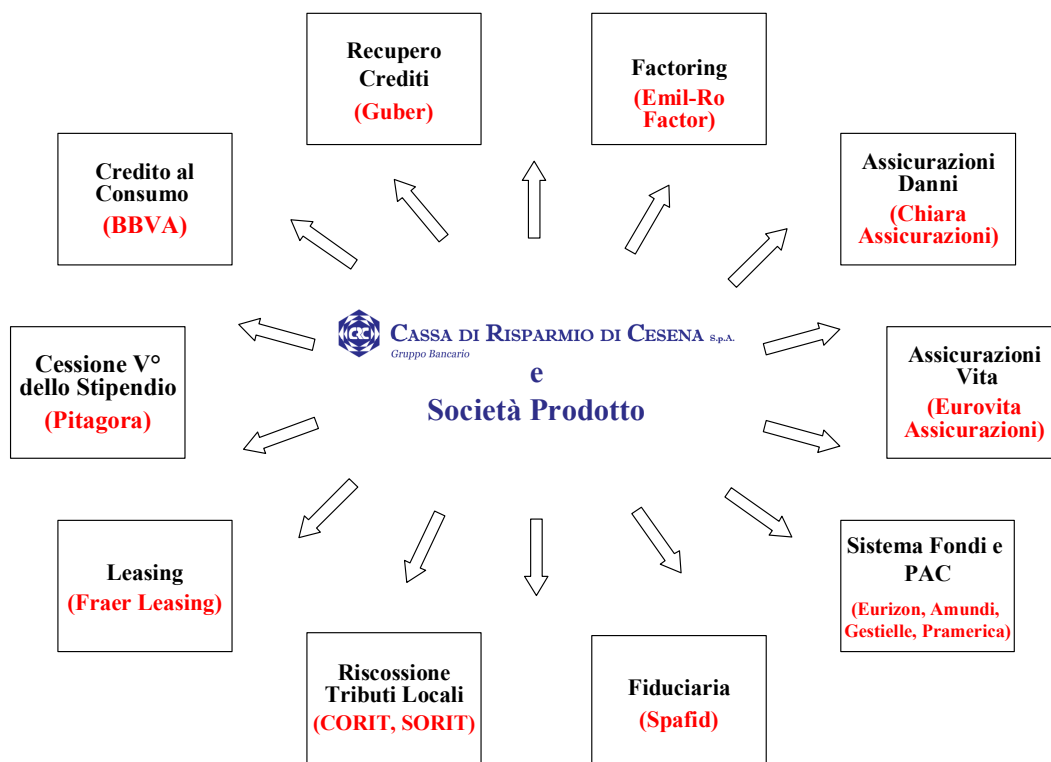 Recupero
Crediti
(Guber)
Factoring
(Emil-Ro
Factor)
Credito al
Consumo
(BBVA)
Assicurazioni
Danni
(Chiara
Assicurazioni)
CRC
CASSA DI RISPARMIO DI CESENA S.p.A.
Gruppo Bancario
e
Società Prodotto
Cessione V°
dello Stipendio
(Pitagora)
Assicurazioni
Vita
(Eurovita
Assicurazioni)
Leasing
(Fraer Leasing)
Sistema Fondi e
PAC
(Eurizon, Amundi,
Gestielle, Pramerica)
Riscossione
Tributi Locali
(CORIT, SORIT)
Fiduciaria
(Spafid)